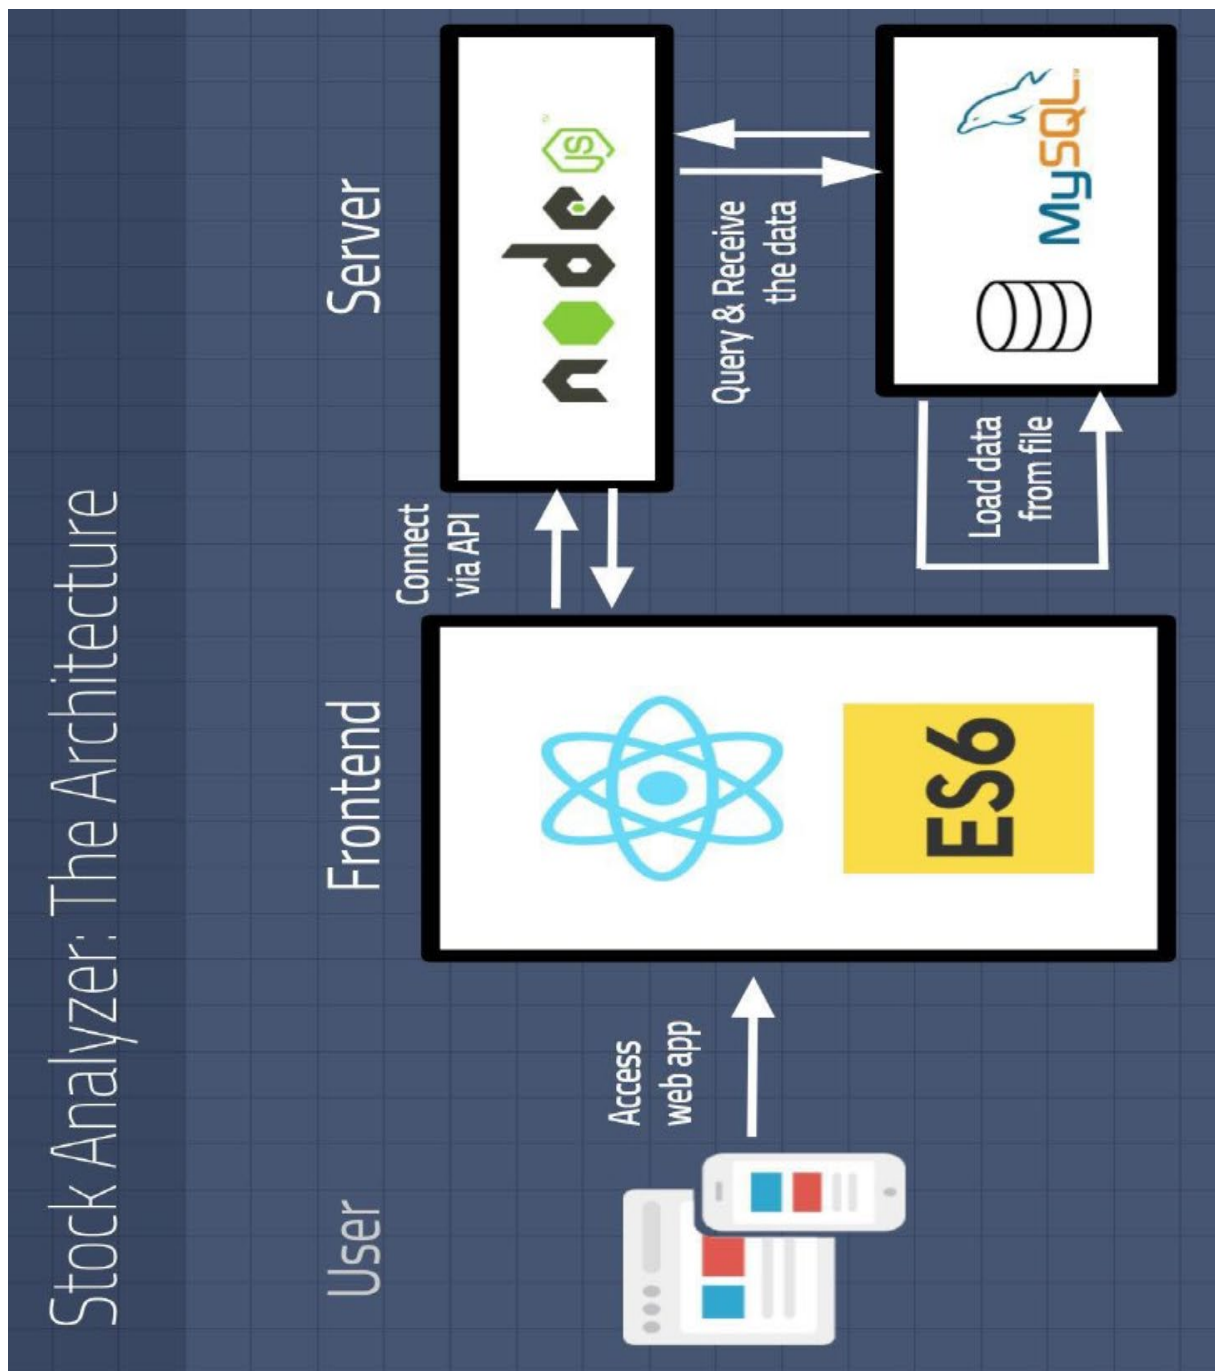 Stock Analyzer: The Architecture
User
Frontend
Server
Access
web app
Connect
via API
node
JS
ES6
Query & Receive
the data
Load data
from file
MySQL